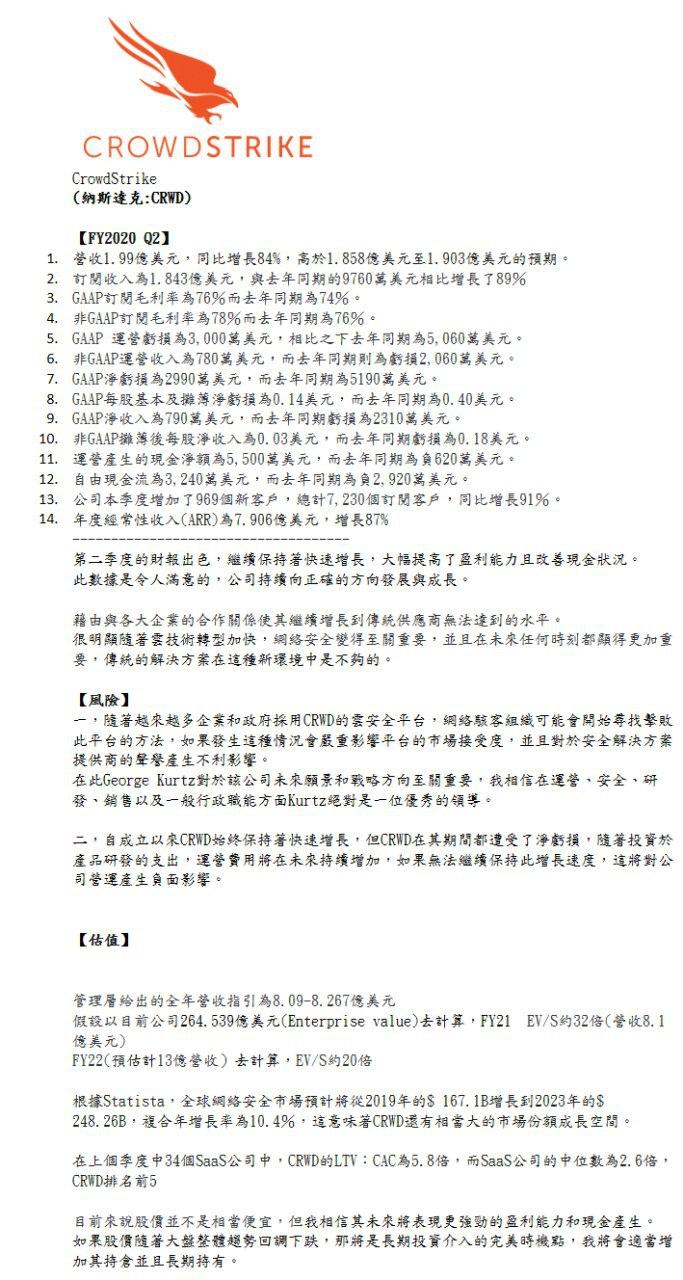 CROWDSTRIKE
CrowdStrike
(納斯達克:CRWD)
【FY2020 Q2】
1. 營收1.99億美元，同比增長84%，高於1.858億美元至1.903億美元的預期。
2. 訂閱收入為1.843億美元，與去年同期的9760萬美元相比增長了89%
3. GAAP訂閱毛利率為76%而去年同期為74%。
4. 非GAAP訂閱毛利率為78%而去年同期為76%。
5. GAAP 運營虧損為3,000萬美元，相比之下去年同期為5,060萬美元。
6. 非GAAP運營收入為780萬美元，而去年同期則為虧損2,060萬美元。
7. GAAP淨虧損為2990萬美元，而去年同期為5190萬美元。
8. GAAP每股基本及攤薄淨虧損為0.14美元，而去年同期為0.40美元。
9. GAAP淨收入為790萬美元，而去年同期虧損為2310萬美元。
10. 非GAAP攤薄後每股淨收入為0.03美元，而去年同期虧損為0.18美元。
11. 運營產生的現金淨額為5,500萬美元，而去年同期為負620萬美元。
12. 自由現金流為3,240萬美元，而去年同期為負2,920萬美元。
13. 公司本季度增加了969個新客戶，總計7,230個訂閱客戶，同比增長91%。
14. 年度經常性收入(ARR)為7.906億美元，增長87%
------------------------------------
第二季度的財報出色，繼續保持著快速增長，大幅提高了盈利能力且改善現金狀況。
此數據是令人滿意的，公司持續向正確的方向發展與成長。
藉由與各大企業的合作關係使其繼續增長到傳統供應商無法達到的水平。
很明顯隨著雲技術轉型加快，網絡安全變得至關重要，並且在未來任何時刻都顯得更加重
要，傳統的解決方案在這種新環境中是不夠的。
【風險】
一，隨著越來越多企業和政府採用CRWD的雲安全平台，網絡駭客組織可能會開始尋找擊敗
此平台的方法，如果發生這種情況會嚴重影響平台的市場接受度，並且對於安全解決方案
提供商的聲譽產生不利影響。
在此George Kurtz對於該公司未來願景和戰略方向至關重要，我相信在運營、安全、研
發、銷售以及一般行政職能方面Kurtz絕對是一位優秀的領導。
二，自成立以來CRWD始終保持著快速增長，但CRWD在其期間都遭受了淨虧損，隨著投資於
產品研發的支出，運營費用將在未來持續增加，如果無法繼續保持此增長速度，這將對公
司營運產生負面影響。
【估值】
管理層給出的全年營收指引為8.09-8.267億美元
假設以目前公司264.539億美元(Enterprise value)去計算，FY21 EV/S約32倍(營收8.1
億美元)
FY22(預估計13億營收) 去計算，EV/S約20倍
根據Statista，全球網絡安全市場預計將從2019年的$ 167.1B增長到2023年的$
248.26B，複合年增長率為10.4%，這意味著CRWD還有相當大的市場份額成長空間。
在上個季度中34個SaaS公司中，CRWD的LTV：CAC為5.8倍，而SaaS公司的中位數為2.6倍，
CRWD排名前5
目前來說股價並不是相當便宜，但我相信其未來將表現更強勁的盈利能力和現金產生。
如果股價隨著大盤整體趨勢回調下跌，那將是長期投資介入的完美時機點，我將會適當增
加其持倉並且長期持有。